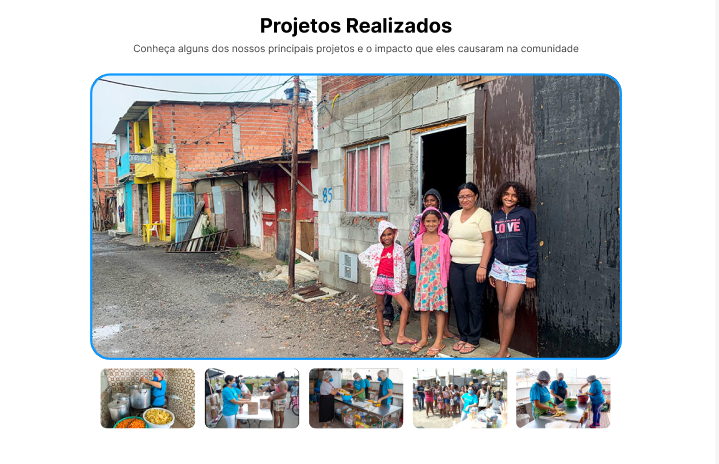 Projetos Realizados
Conheça alguns dos nossos principais projetos e o impacto que eles causaram na comunidade
85
LOVE